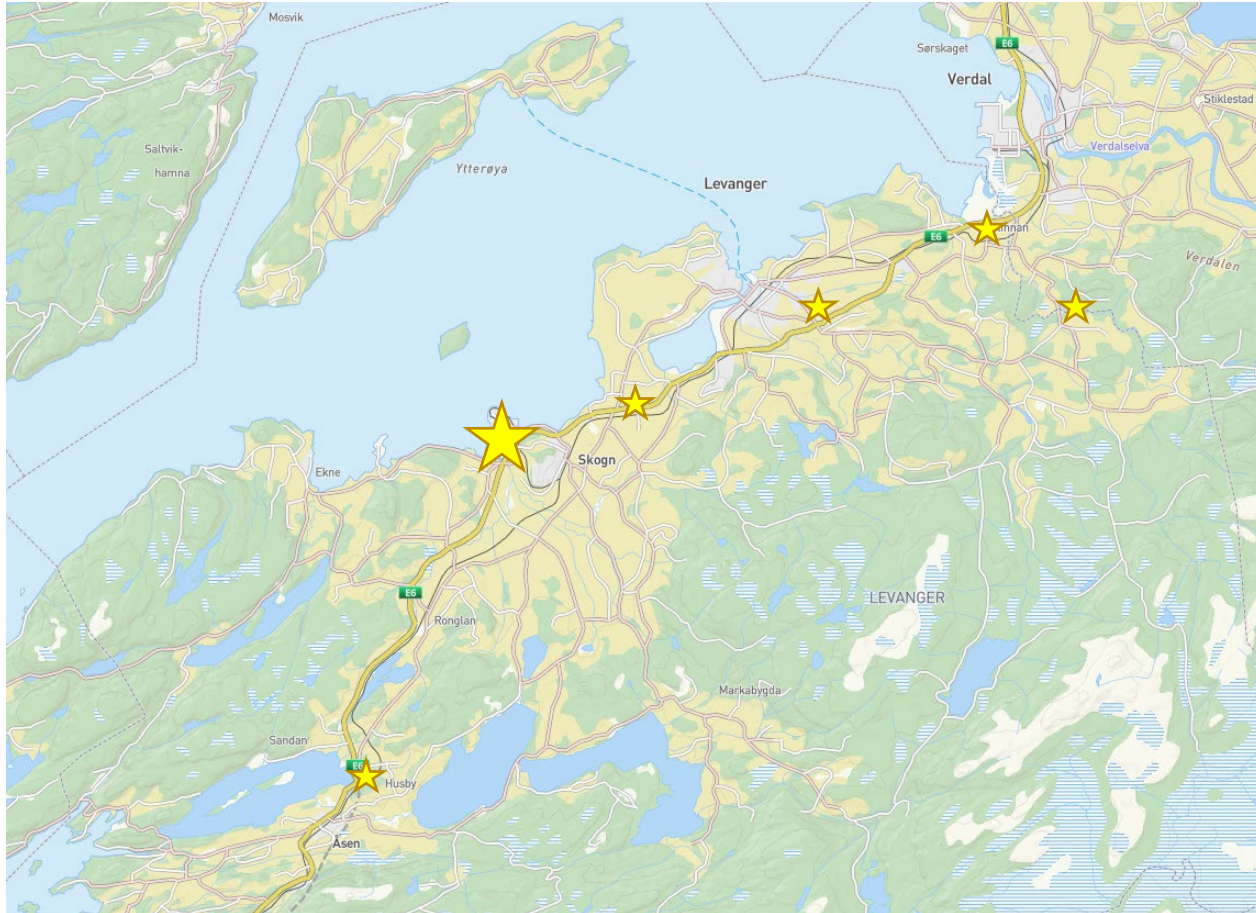 Mosvik
E6
Sørskaget
Verdal
Stiklestad
Saltvik-
hamna
Verdalselva
Ytterøya
Levanger
E6
Verdalen
Ekne
Skogn
E6
LEVANGER
Ronglan
Markabygda
Sandan
E6
Husby
Åsen